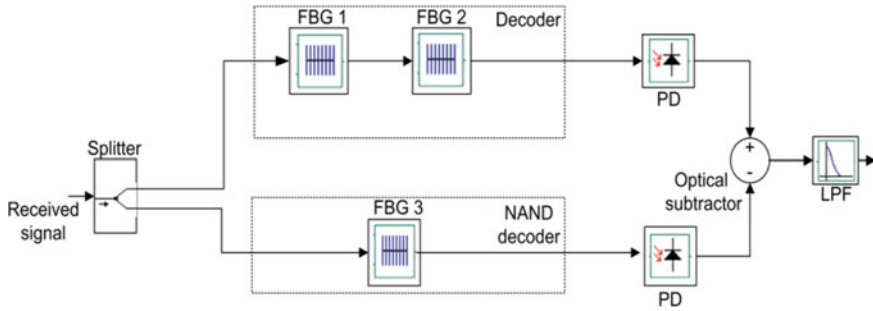 FBG 1
FBG 2
Decoder
PD
Splitter
Received
signal
FBG 3
NAND
decoder
PD
+
-
Optical
subtractor
LPF